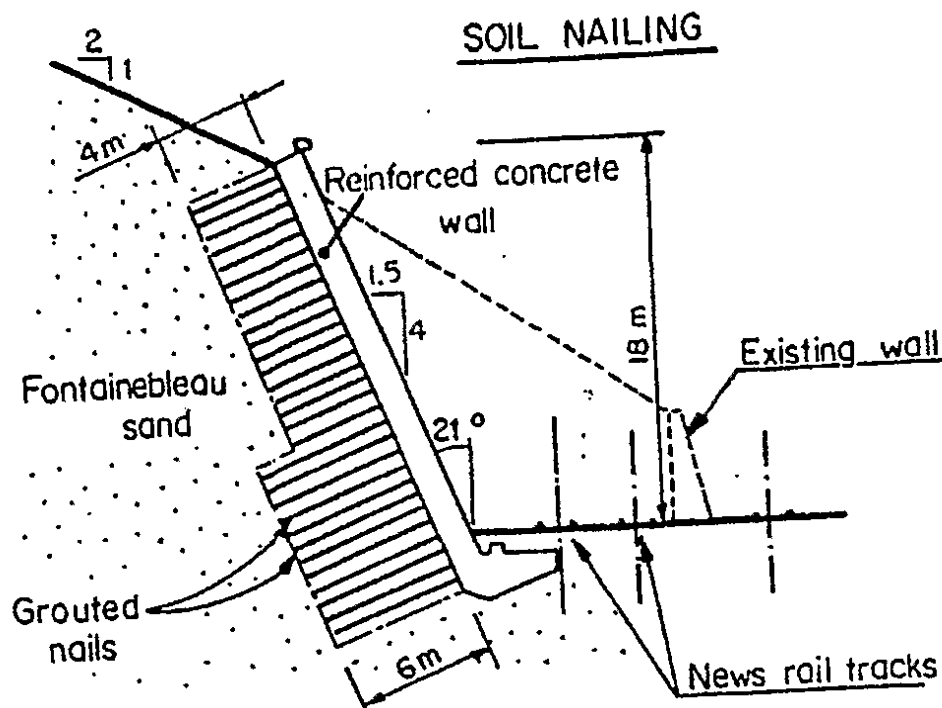 SOIL NAILING
2
1
4m
Reinforced concrete
wall
1.5
4
18 m
Existing wall
Fontainebleau
sand
21°
Grouted
nails
6m
News rail tracks